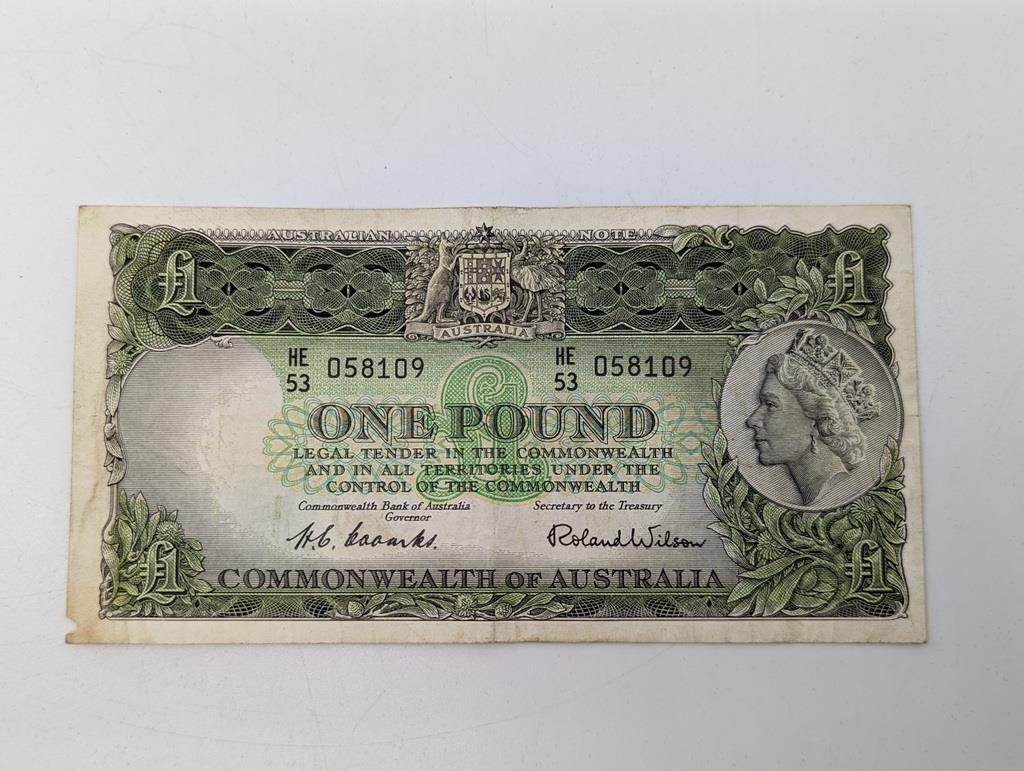 AUSTRALIAN NOTE
£1 £1
AUSTRALIA
HE 53 058109 HE 53 058109
£
ONE POUND
LEGAL TENDER IN THE COMMONWEALTH
AND IN ALL TERRITORIES UNDER THE
CONTROL OF THE COMMONWEALTH
Commonwealth Bank of Australia Secretary to the Treasury
Governor
H.C. Coombs. Roland Wilson
£1 £1
COMMONWEALTH OF AUSTRALIA